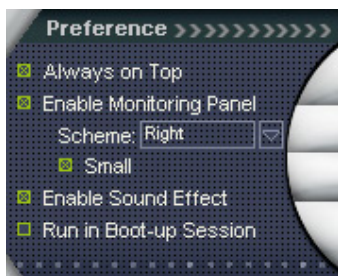 Preference >>>>>>>>>>>
Always on Top
Enable Monitoring Panel
Scheme: Right
Small
Enable Sound Effect
Run in Boot-up Session